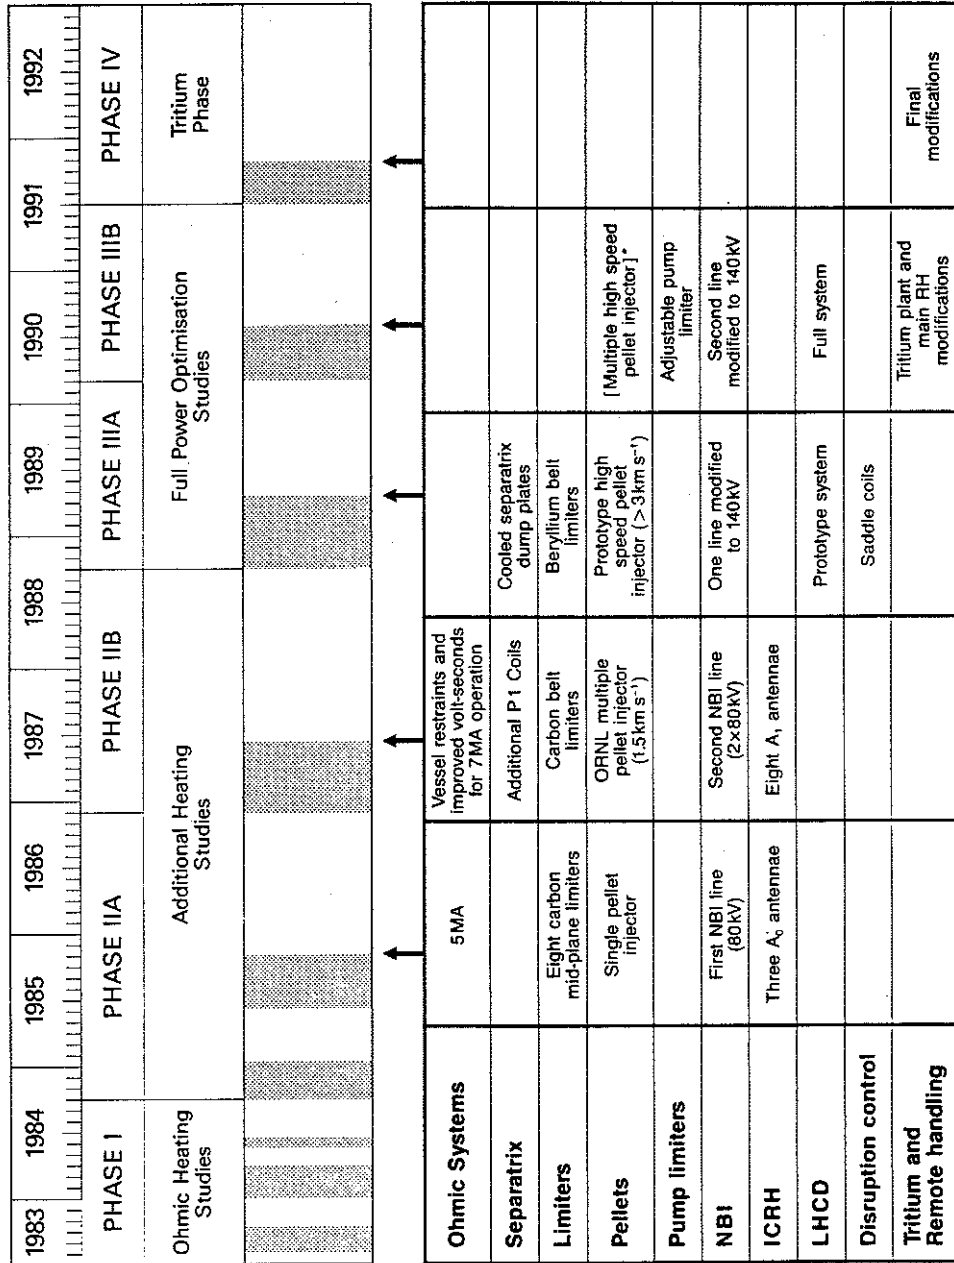 1983 1984 1985 1986 1987 1988 1989 1990 1991 1992
PHASE I PHASE IIA PHASE IIB PHASE IIIA PHASE IIIB PHASE IV
Ohmic Heating
Studies
Additional Heating
Studies
Full Power Optimisation
Studies
Tritium
Phase
Ohmic Systems
5MA
Vessel restraints and
improved volt-seconds
for 7MA operation
Separatrix
Additional P1 Coils
Cooled separatrix
dump plates
Limiters
Eight carbon
mid-plane limiters
Carbon belt
limiters
Beryllium belt
limiters
Pellets
Single pellet
injector
ORNL multiple
pellet injector
(1.5km s⁻¹)
Prototype high
speed pellet
injector (> 3km s⁻¹)
[Multiple high speed
pellet injector]*
Pump limiters
Adjustable pump
limiter
NBI
First NBI line
(80kV)
Second NBI line
(2×80kV)
One line modified
to 140kV
Second line
modified to 140kV
ICRH
Three A₀ antennae
Eight A₁ antennae
LHCD
Prototype system
Full system
Disruption control
Saddle coils
Tritium and
Remote handling
Tritium plant and
main RH
modifications
Final
modifications